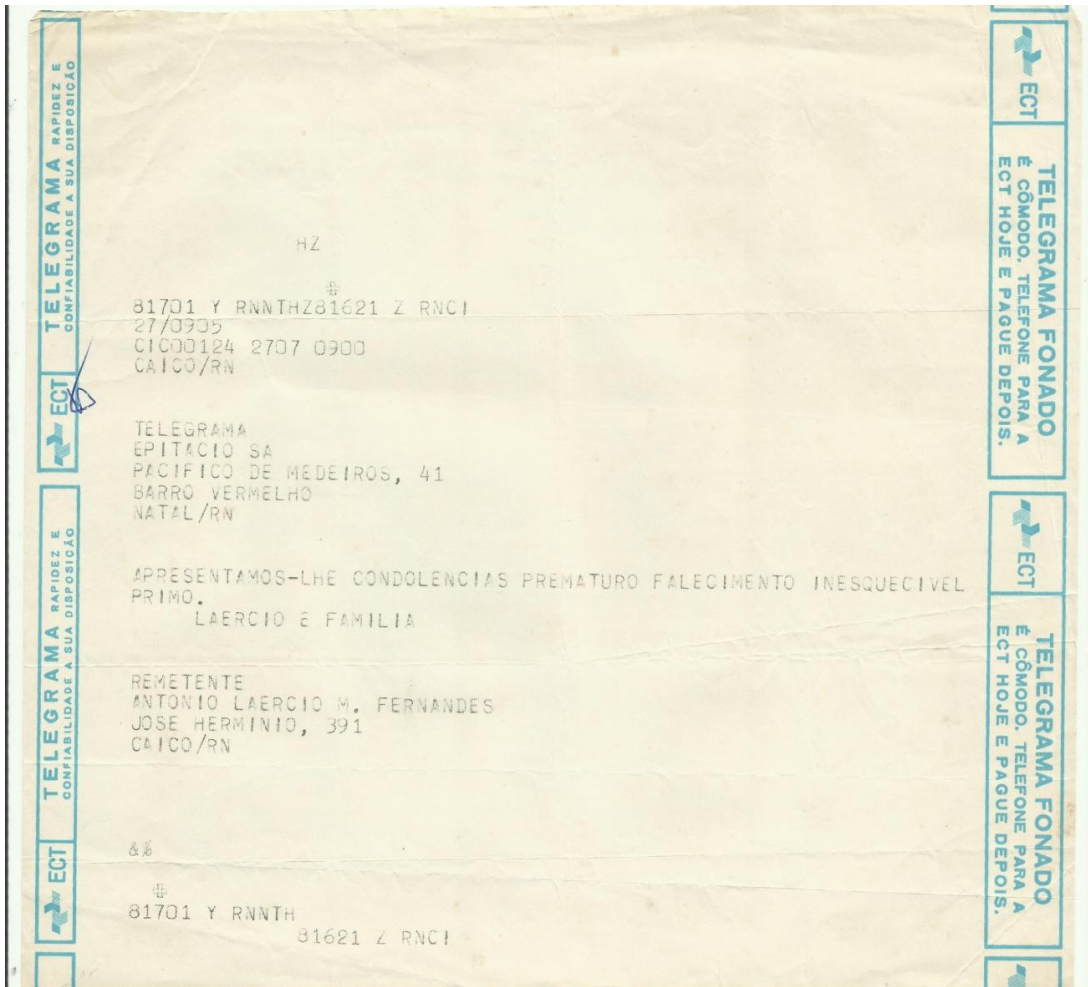 TELEGRAMA RAPIDEZ E
CONFIABILIDADE A SUA DISPOSIÇÃO
ECT
TELEGRAMA RAPIDEZ E
CONFIABILIDADE A SUA DISPOSICÃO
ECT
HZ
81701 Y RNNTHZ81621 Z RNCI
27/0905
CIC00124 2707 0900
CAICO/RN
TELEGRAMA
EPITACIO SA
PACIFICO DE MEDEIROS, 41
BARRO VERMELHO
NATAL/RN
APRESENTAMOS-LHE CONDOLENCIAS PREMATURO FALECIMENTO INESQUECIVEL
PRIMO.
LAERCIO E FAMILIA
REMETENTE
ANTONIO LAERCIO M. FERNANDES
JOSE HERMINIO, 391
CAICO/RN
&%
81701 Y RNNTH
81621 Z RNCI
ECT
TELEGRAMA FONADO
É CÔMODO. TELEFONE PARA A
ECT HOJE E PAGUE DEPOIS.
ECT
TELEGRAMA FONADO
É CÔMODO. TELEFONE PARA A
ECT HOJE E PAGUE DEPOIS.